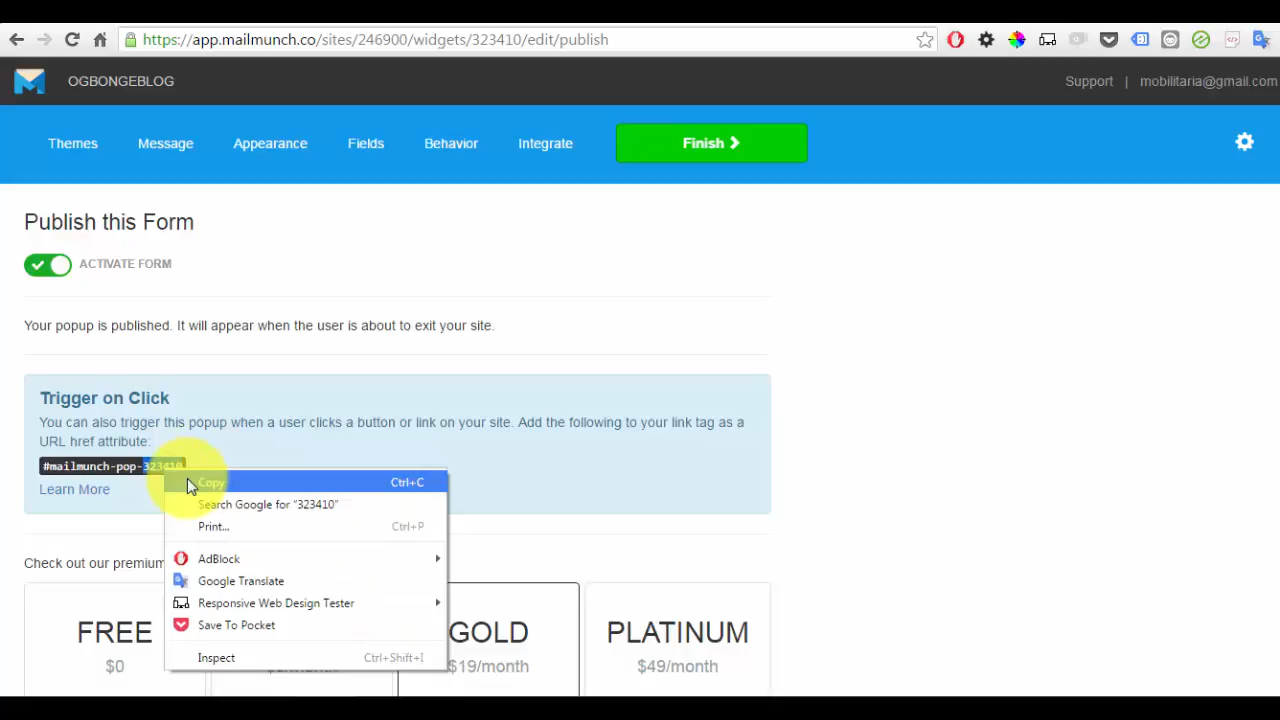 https://app.mailmunch.co/sites/246900/widgets/323410/edit/publish
OGBONGEBLOG
Support | mobilitaria@gmail.com
Themes Message Appearance Fields Behavior Integrate Finish
Publish this Form
ACTIVATE FORM
Your popup is published. It will appear when the user is about to exit your site.
Trigger on Click
You can also trigger this popup when a user clicks a button or link on your site. Add the following to your link tag as a
URL href attribute:
#mailmunch-pop-323410
Learn More
Copy Ctrl+C
Search Google for “323410”
Print... Ctrl+P
AdBlock
Google Translate
Responsive Web Design Tester
Save To Pocket
Inspect Ctrl+Shift+I
Check out our premium
FREE GOLD PLATINUM
$0 $19/month $49/month